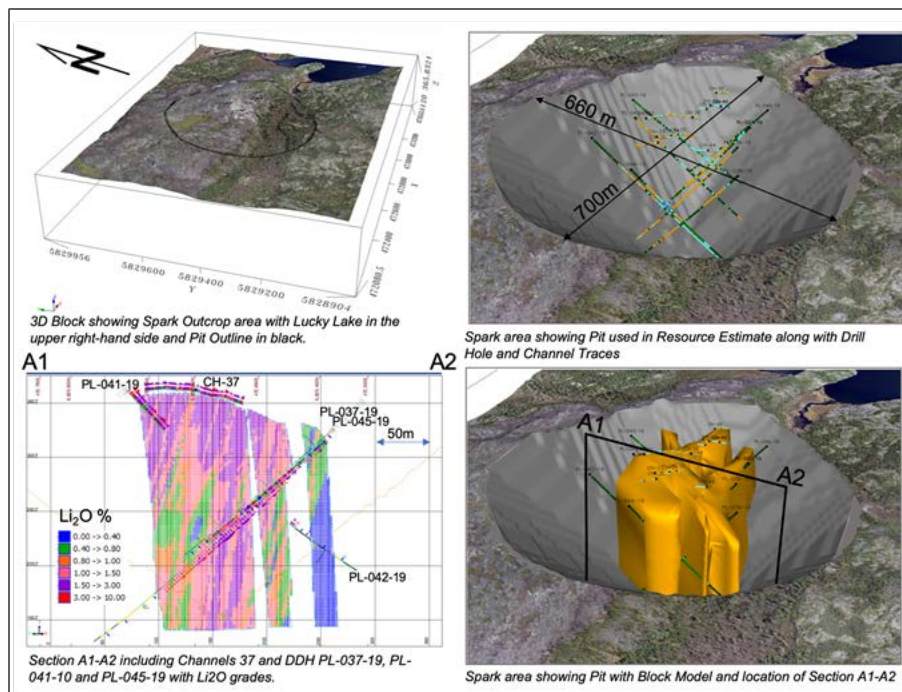 N
Z
365.0321
5829956
5829600
5829400
5829200
5828904
Y
X
472400
472000.5
3D Block showing Spark Outcrop area with Lucky Lake in the
upper right-hand side and Pit Outline in black.
660 m
700m
Spark area showing Pit used in Resource Estimate along with Drill
Hole and Channel Traces
A1
A2
PL-041-19
CH-37
PL-037-19
PL-045-19
50m
Li2O %
0.00 -> 0.40
0.40 -> 0.80
0.80 -> 1.00
1.00 -> 1.50
1.50 -> 3.00
3.00 -> 10.00
PL-042-19
Section A1-A2 including Channels 37 and DDH PL-037-19, PL-
041-10 and PL-045-19 with Li2O grades.
A1
A2
Spark area showing Pit with Block Model and location of Section A1-A2